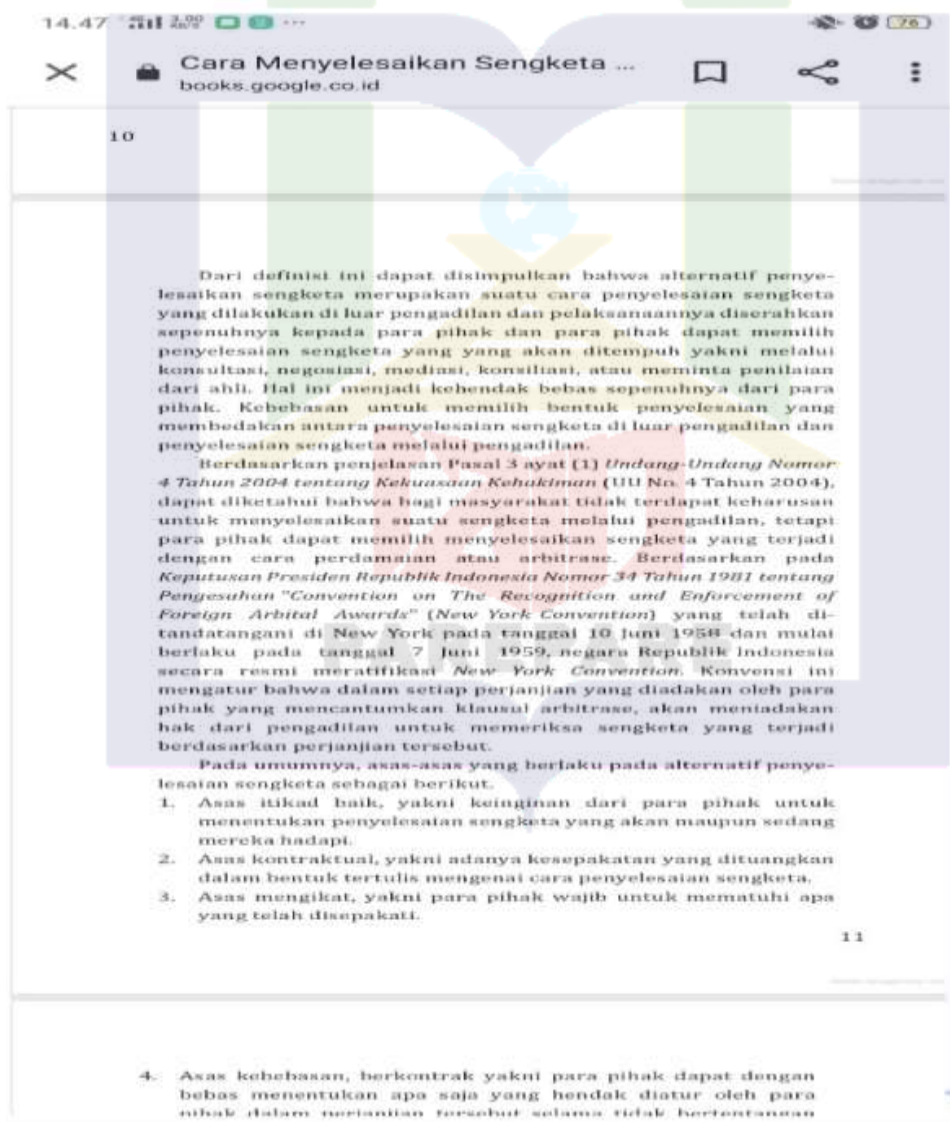 14.47
76
Cara Menyelesaikan Sengketa ...
books.google.co.id
10
Dari definisi ini dapat disimpulkan bahwa alternatif penye-
lesaikan sengketa merupakan suatu cara penyelesaian sengketa
yang dilakukan di luar pengadilan dan pelaksanaannya diserahkan
sepenuhnya kepada para pihak dan para pihak dapat memilih
penyelesaian sengketa yang yang akan ditempuh yakni melalui
konsultasi, negosiasi, mediasi, konsiliasi, atau meminta penilaian
dari ahli. Hal ini menjadi kehendak bebas sepenuhnya dari para
pihak. Kebebasan untuk memilih bentuk penyelesaian yang
membedakan antara penyelesaian sengketa di luar pengadilan dan
penyelesaian sengketa melalui pengadilan.
Berdasarkan penjelasan Pasal 3 ayat (1) Undang-Undang Nomor
4 Tahun 2004 tentang Kekuasaan Kehakiman (UU No. 4 Tahun 2004),
dapat diketahui bahwa bagi masyarakat tidak terdapat keharusan
untuk menyelesaikan suatu sengketa melalui pengadilan, tetapi
para pihak dapat memilih menyelesaikan sengketa yang terjadi
dengan cara perdamaian atau arbitrase. Berdasarkan pada
Keputusan Presiden Republik Indonesia Nomor 34 Tahun 1981 tentang
Pengesahan "Convention on The Recognition and Enforcement of
Foreign Arbital Awards" (New York Convention) yang telah di-
tandatangani di New York pada tanggal 10 Juni 1958 dan mulai
berlaku pada tanggal 7 Juni 1959, negara Republik Indonesia
secara resmi meratifikasi New York Convention. Konvensi ini
mengatur bahwa dalam setiap perjanjian yang diadakan oleh para
pihak yang mencantumkan klausul arbitrase, akan meniadakan
hak dari pengadilan untuk memeriksa sengketa yang terjadi
berdasarkan perjanjian tersebut.
Pada umumnya, asas-asas yang berlaku pada alternatif penye-
lesaian sengketa sebagai berikut.
1. Asas itikad baik, yakni keinginan dari para pihak untuk
menentukan penyelesaian sengketa yang akan maupun sedang
mereka hadapi.
2. Asas kontraktual, yakni adanya kesepakatan yang dituangkan
dalam bentuk tertulis mengenai cara penyelesaian sengketa.
3. Asas mengikat, yakni para pihak wajib untuk mematuhi apa
yang telah disepakati.
11
4. Asas kebebasan, berkontrak yakni para pihak dapat dengan
bebas menentukan apa saja yang hendak diatur oleh para
pihak dalam perjanjian tersebut selama tidak bertentangan